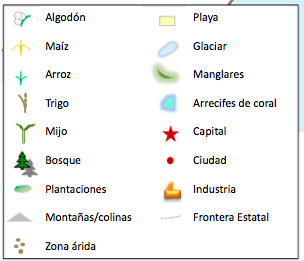 Algodón
Maíz
Arroz
Trigo
Mijo
Bosque
Plantaciones
Montañas/colinas
Zona árida
Playa
Glaciar
Manglares
Arrecifes de coral
Capital
Ciudad
Industria
Frontera Estatal